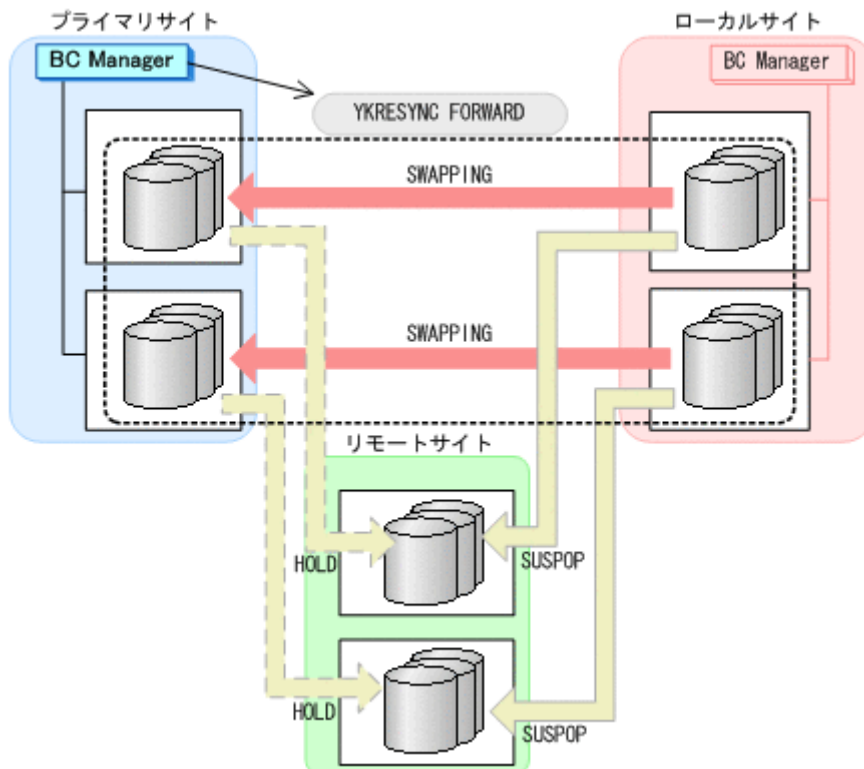 プライマリサイト
ローカルサイト
BC Manager
BC Manager
YKRESYNC FORWARD
SWAPPING
SWAPPING
リモートサイト
HOLD
SUSPOP
HOLD
SUSPOP